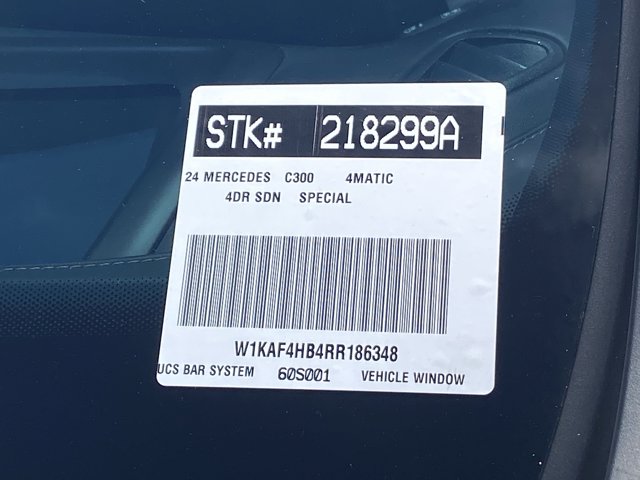 STK# 218299A
24 MERCEDES C300 4MATIC
4DR SDN SPECIAL
W1KAF4HB4RR186348
UCS BAR SYSTEM 60S001 VEHICLE WINDOW